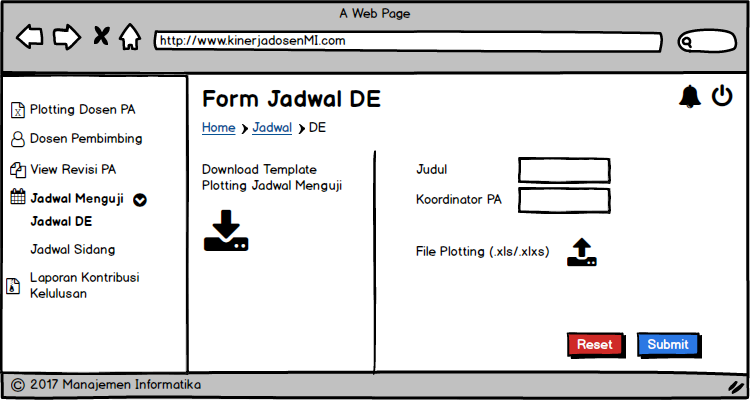 A Web Page
http://www.kinerjadosenMI.com
Plotting Dosen PA
Dosen Pembimbing
View Revisi PA
Jadwal Menguji
Jadwal DE
Jadwal Sidang
Laporan Kontribusi
Kelulusan
Form Jadwal DE
Home > Jadwal > DE
Download Template
Plotting Jadwal Menguji
Judul
Koordinator PA
File Plotting (.xls/.xlxs)
Reset Submit
© 2017 Manajemen Informatika